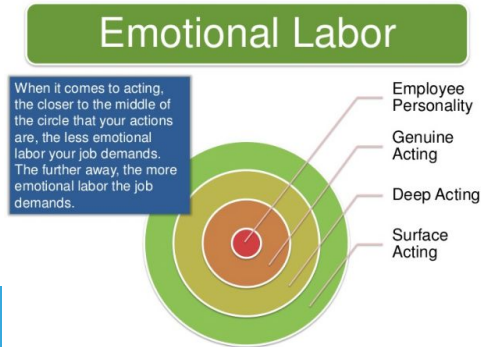 Emotional Labor
When it comes to acting,
the closer to the middle of
the circle that your actions
are, the less emotional
labor your job demands.
The further away, the more
emotional labor the job
demands.
Employee
Personality
Genuine
Acting
Deep Acting
Surface
Acting